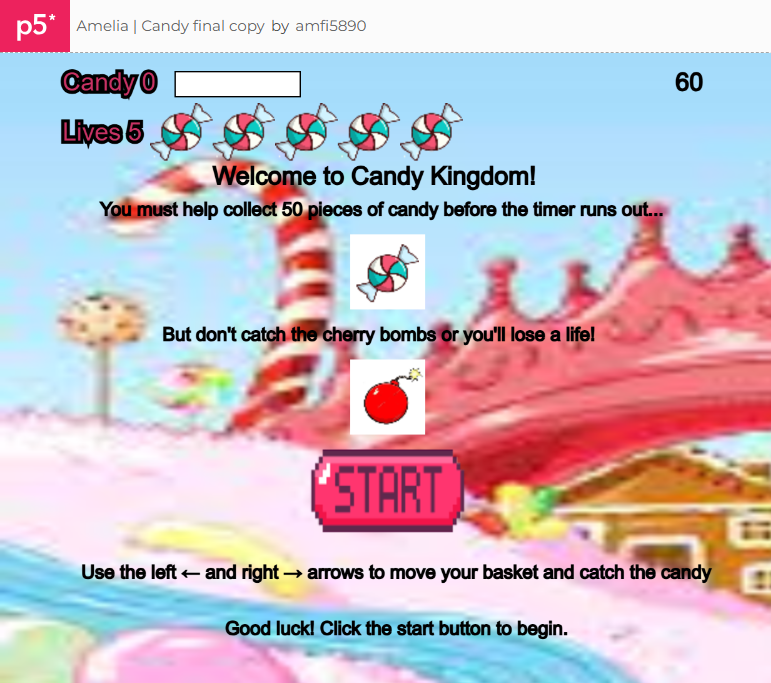 p5* Amelia | Candy final copy by amfi5890
Candy 0 60
Lives 5
Welcome to Candy Kingdom!
You must help collect 50 pieces of candy before the timer runs out...
But don't catch the cherry bombs or you'll lose a life!
START
Use the left ← and right → arrows to move your basket and catch the candy
Good luck! Click the start button to begin.